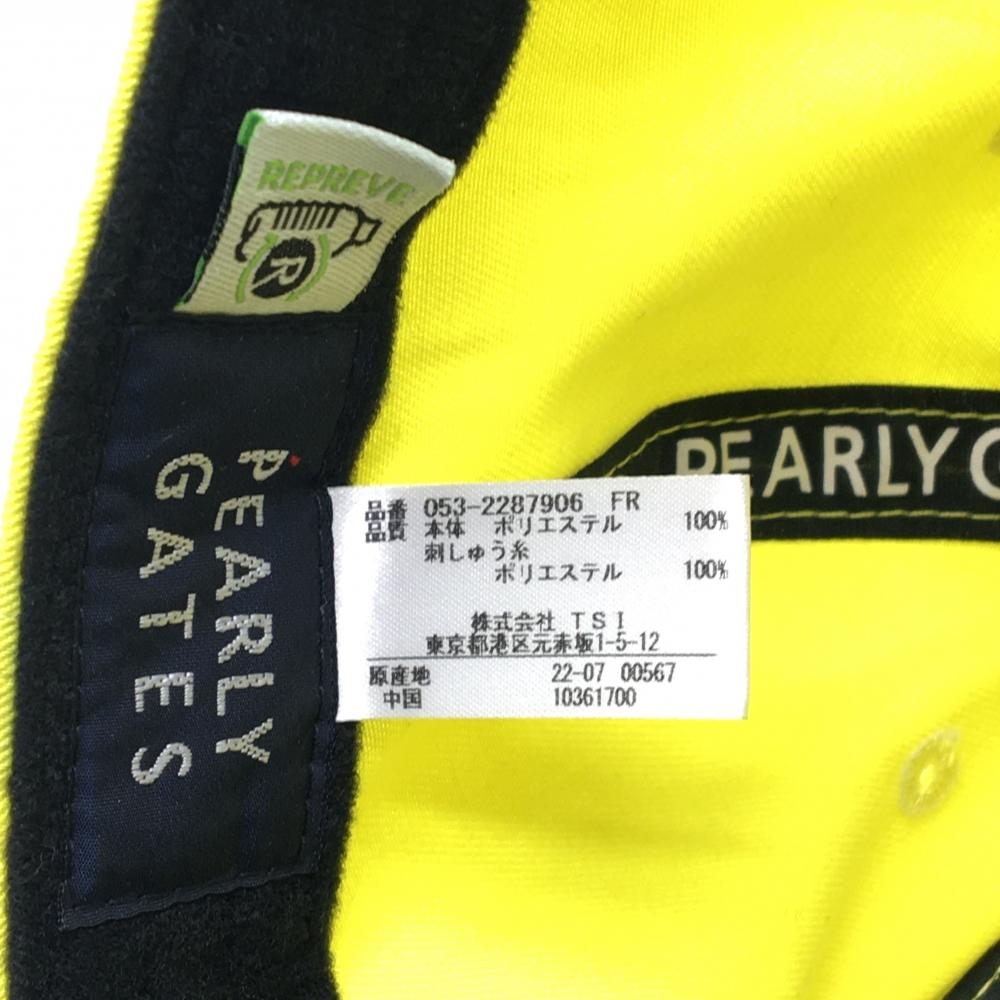 REPREVE
R
PEARLY
GATES
PEARLY G
品番 053-2287906 FR
品質 本体 ポリエステル 100%
刺しゅう糸
ポリエステル 100%
株式会社 TSI
東京都港区元赤坂1-5-12
原産地 22-07 00567
中国 10361700